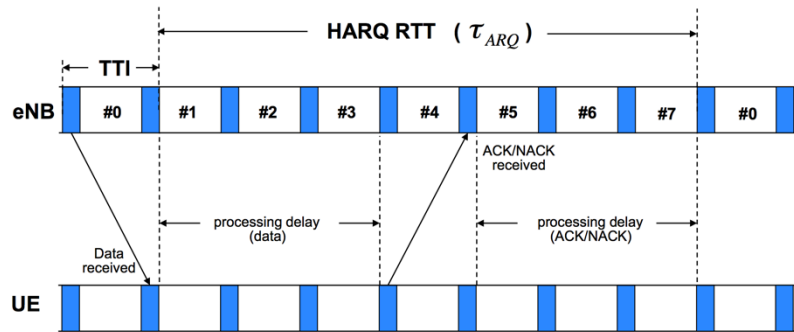 HARQ RTT ( τ_ARQ )
TTI
eNB #0 #1 #2 #3 #4 #5 #6 #7 #0
ACK/NACK
received
processing delay
(data)
processing delay
(ACK/NACK)
Data
received
UE